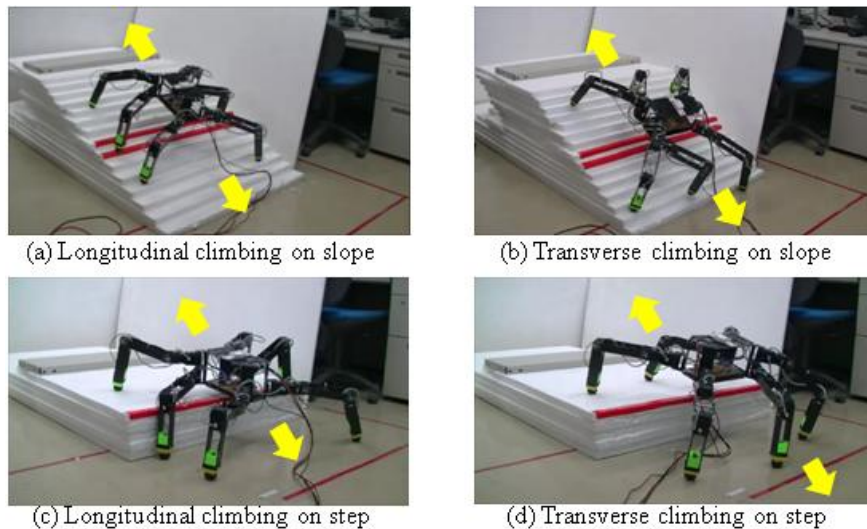 (a) Longitudinal climbing on slope
(b) Transverse climbing on slope
(c) Longitudinal climbing on step
(d) Transverse climbing on step